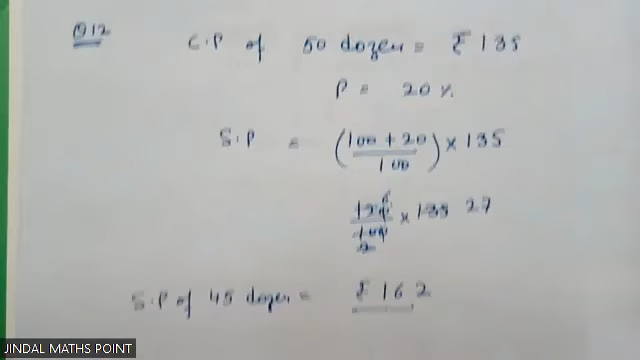 Q12
C.P of 50 dozen = ₹ 135
P = 20 %
S.P = (100 + 20 / 100) × 135
120 / 100 × 135 27
2
S.P of 45 dozen = ₹ 162
JINDAL MATHS POINT